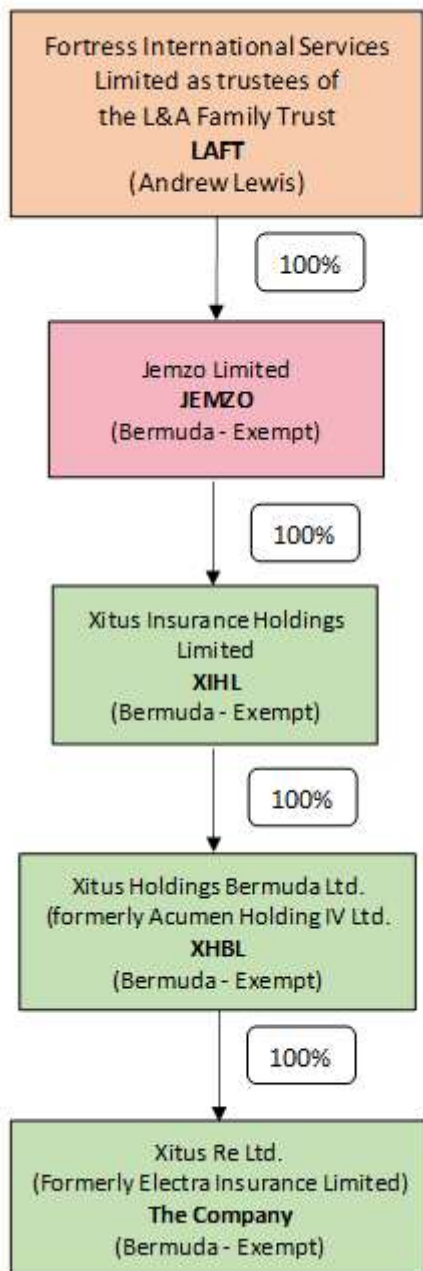 Fortress International Services
Limited as trustees of
the L&A Family Trust
LAFT
(Andrew Lewis)
100%
Jemzo Limited
JEMZO
(Bermuda - Exempt)
100%
Xitus Insurance Holdings
Limited
XIHL
(Bermuda - Exempt)
100%
Xitus Holdings Bermuda Ltd.
(formerly Acumen Holding IV Ltd.
XHBL
(Bermuda - Exempt)
100%
Xitus Re Ltd.
(Formerly Electra Insurance Limited)
The Company
(Bermuda - Exempt)